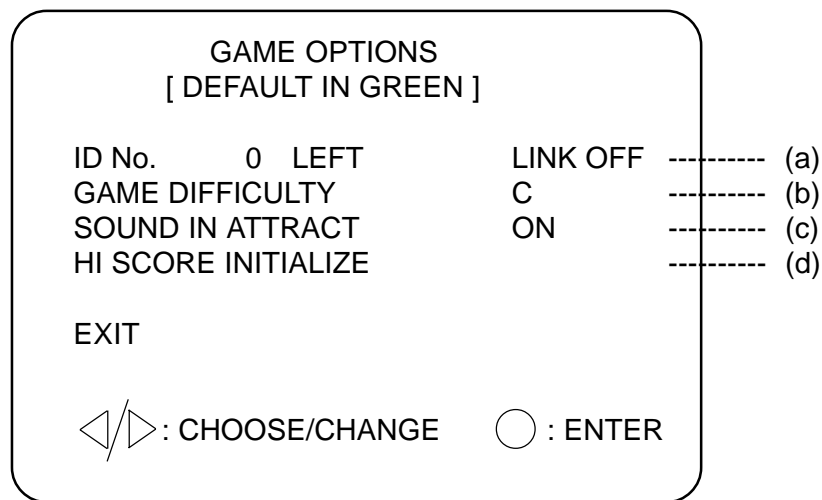 GAME OPTIONS
[ DEFAULT IN GREEN ]
ID No. 0 LEFT LINK OFF ---------- (a)
GAME DIFFICULTY C ---------- (b)
SOUND IN ATTRACT ON ---------- (c)
HI SCORE INITIALIZE ---------- (d)
EXIT
◁/▷ : CHOOSE/CHANGE ◯ : ENTER